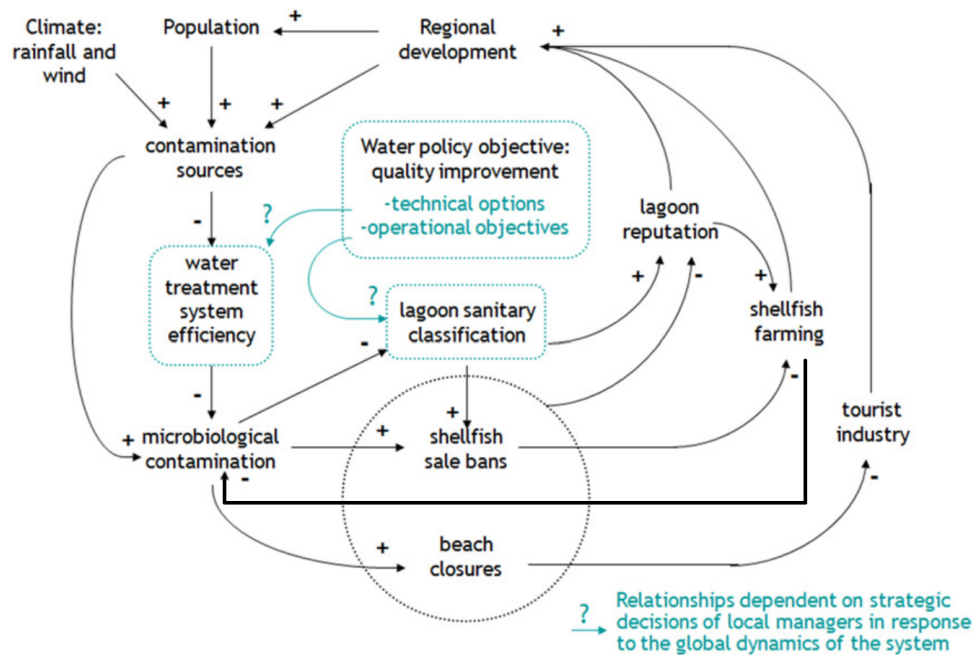 Climate:
rainfall and
wind
Population
Regional
development
+
+
+
+
+
+
contamination
sources
Water policy objective:
quality improvement
-technical options
-operational objectives
?
?
-
water
treatment
system
efficiency
lagoon sanitary
classification
lagoon
reputation
+
-
+
shellfish
farming
-
-
-
+
microbiological
contamination
-
+
+
shellfish
sale bans
tourist
industry
-
+
beach
closures
?
Relationships dependent on strategic
decisions of local managers in response
to the global dynamics of the system